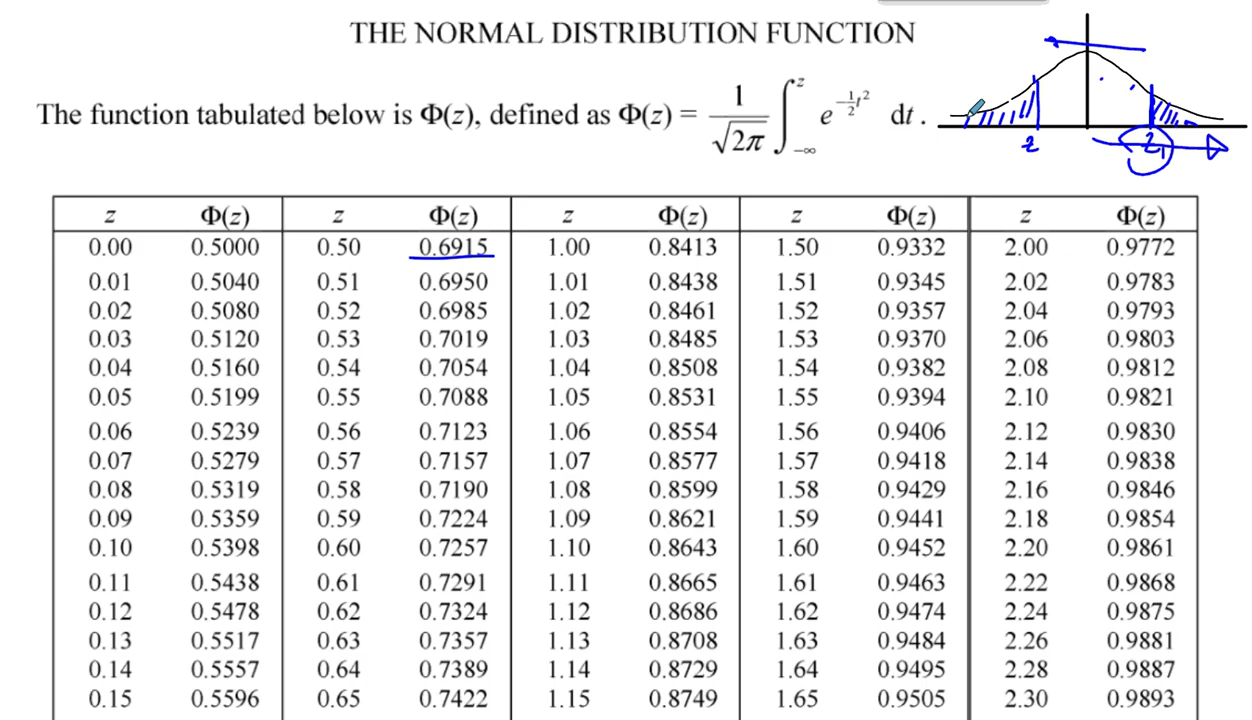 THE NORMAL DISTRIBUTION FUNCTION
The function tabulated below is Φ(z), defined as Φ(z) = 1/√2π ∫_{-∞}^{z} e^{-½t²} dt .
z z₁
z Φ(z) z Φ(z) z Φ(z) z Φ(z) z Φ(z)
0.00 0.5000 0.50 0.6915 1.00 0.8413 1.50 0.9332 2.00 0.9772
0.01 0.5040 0.51 0.6950 1.01 0.8438 1.51 0.9345 2.02 0.9783
0.02 0.5080 0.52 0.6985 1.02 0.8461 1.52 0.9357 2.04 0.9793
0.03 0.5120 0.53 0.7019 1.03 0.8485 1.53 0.9370 2.06 0.9803
0.04 0.5160 0.54 0.7054 1.04 0.8508 1.54 0.9382 2.08 0.9812
0.05 0.5199 0.55 0.7088 1.05 0.8531 1.55 0.9394 2.10 0.9821
0.06 0.5239 0.56 0.7123 1.06 0.8554 1.56 0.9406 2.12 0.9830
0.07 0.5279 0.57 0.7157 1.07 0.8577 1.57 0.9418 2.14 0.9838
0.08 0.5319 0.58 0.7190 1.08 0.8599 1.58 0.9429 2.16 0.9846
0.09 0.5359 0.59 0.7224 1.09 0.8621 1.59 0.9441 2.18 0.9854
0.10 0.5398 0.60 0.7257 1.10 0.8643 1.60 0.9452 2.20 0.9861
0.11 0.5438 0.61 0.7291 1.11 0.8665 1.61 0.9463 2.22 0.9868
0.12 0.5478 0.62 0.7324 1.12 0.8686 1.62 0.9474 2.24 0.9875
0.13 0.5517 0.63 0.7357 1.13 0.8708 1.63 0.9484 2.26 0.9881
0.14 0.5557 0.64 0.7389 1.14 0.8729 1.64 0.9495 2.28 0.9887
0.15 0.5596 0.65 0.7422 1.15 0.8749 1.65 0.9505 2.30 0.9893